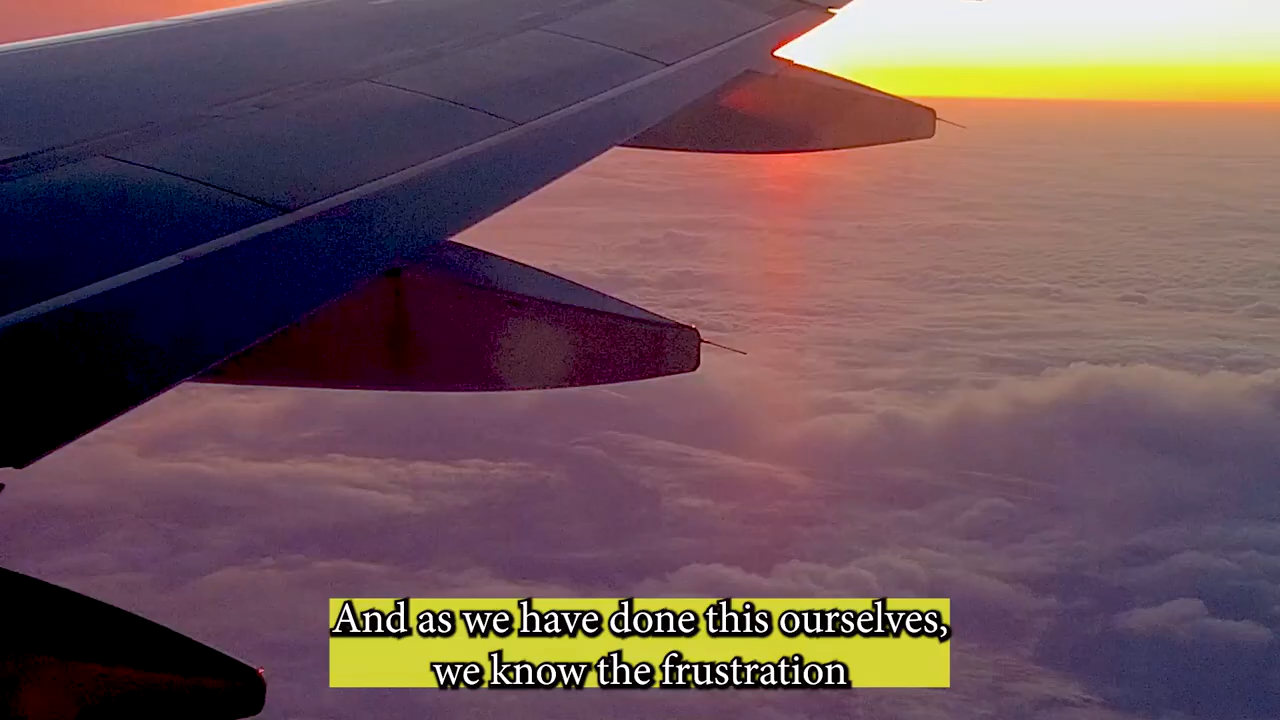 And as we have done this ourselves,
we know the frustration